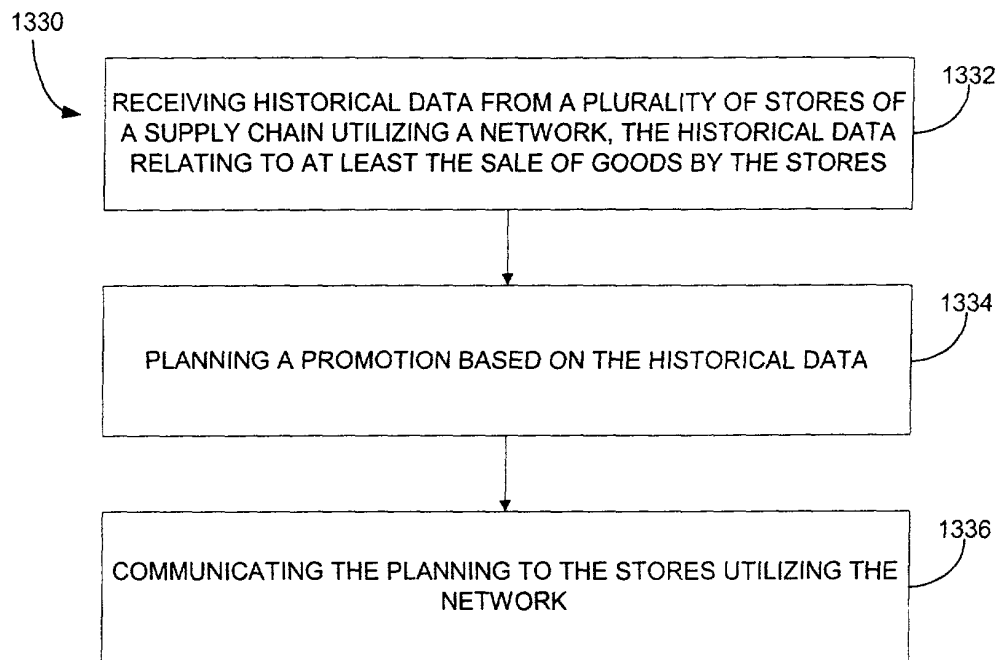 1330
1332
RECEIVING HISTORICAL DATA FROM A PLURALITY OF STORES OF
A SUPPLY CHAIN UTILIZING A NETWORK, THE HISTORICAL DATA
RELATING TO AT LEAST THE SALE OF GOODS BY THE STORES
1334
PLANNING A PROMOTION BASED ON THE HISTORICAL DATA
1336
COMMUNICATING THE PLANNING TO THE STORES UTILIZING THE
NETWORK